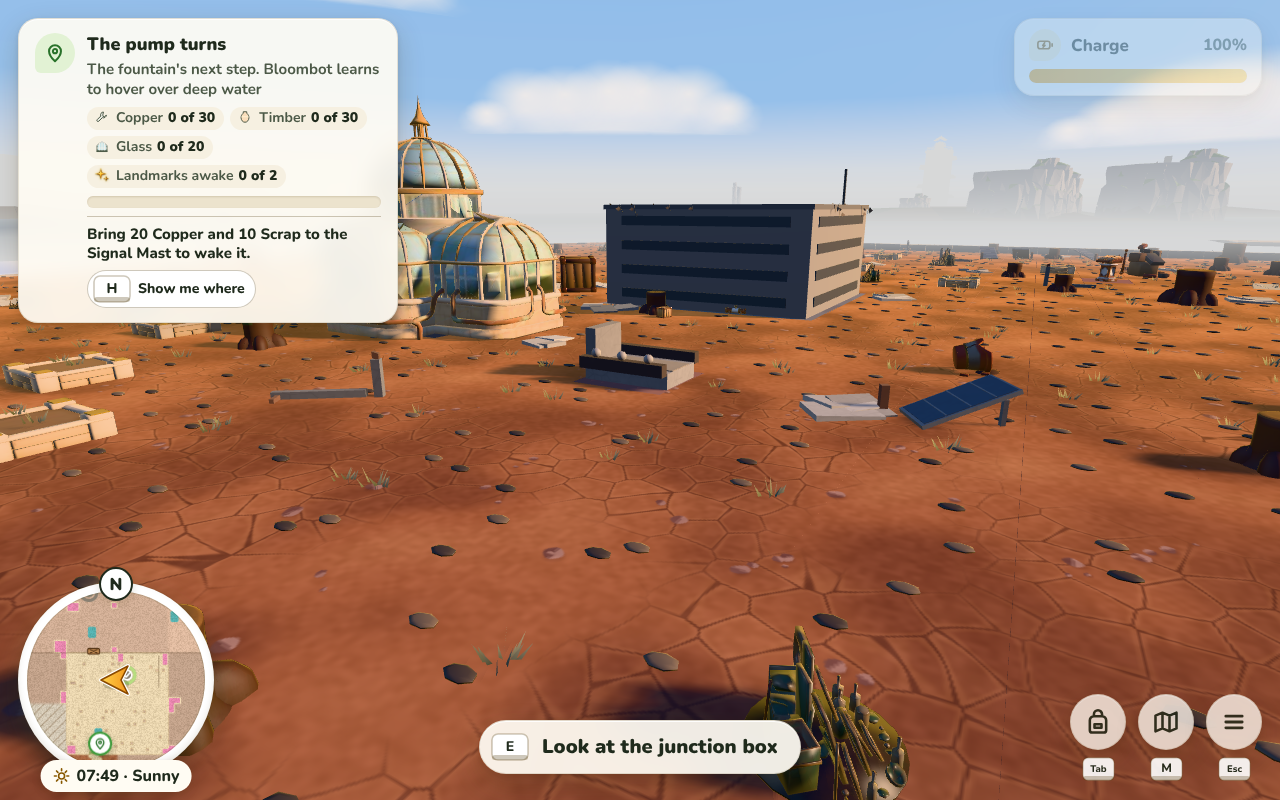 The pump turns
The fountain's next step. Bloombot learns
to hover over deep water
Copper 0 of 30
Timber 0 of 30
Glass 0 of 20
Landmarks awake 0 of 2
Bring 20 Copper and 10 Scrap to the
Signal Mast to wake it.
H Show me where
Charge 100%
N
07:49 · Sunny
E Look at the junction box
Tab
M
Esc